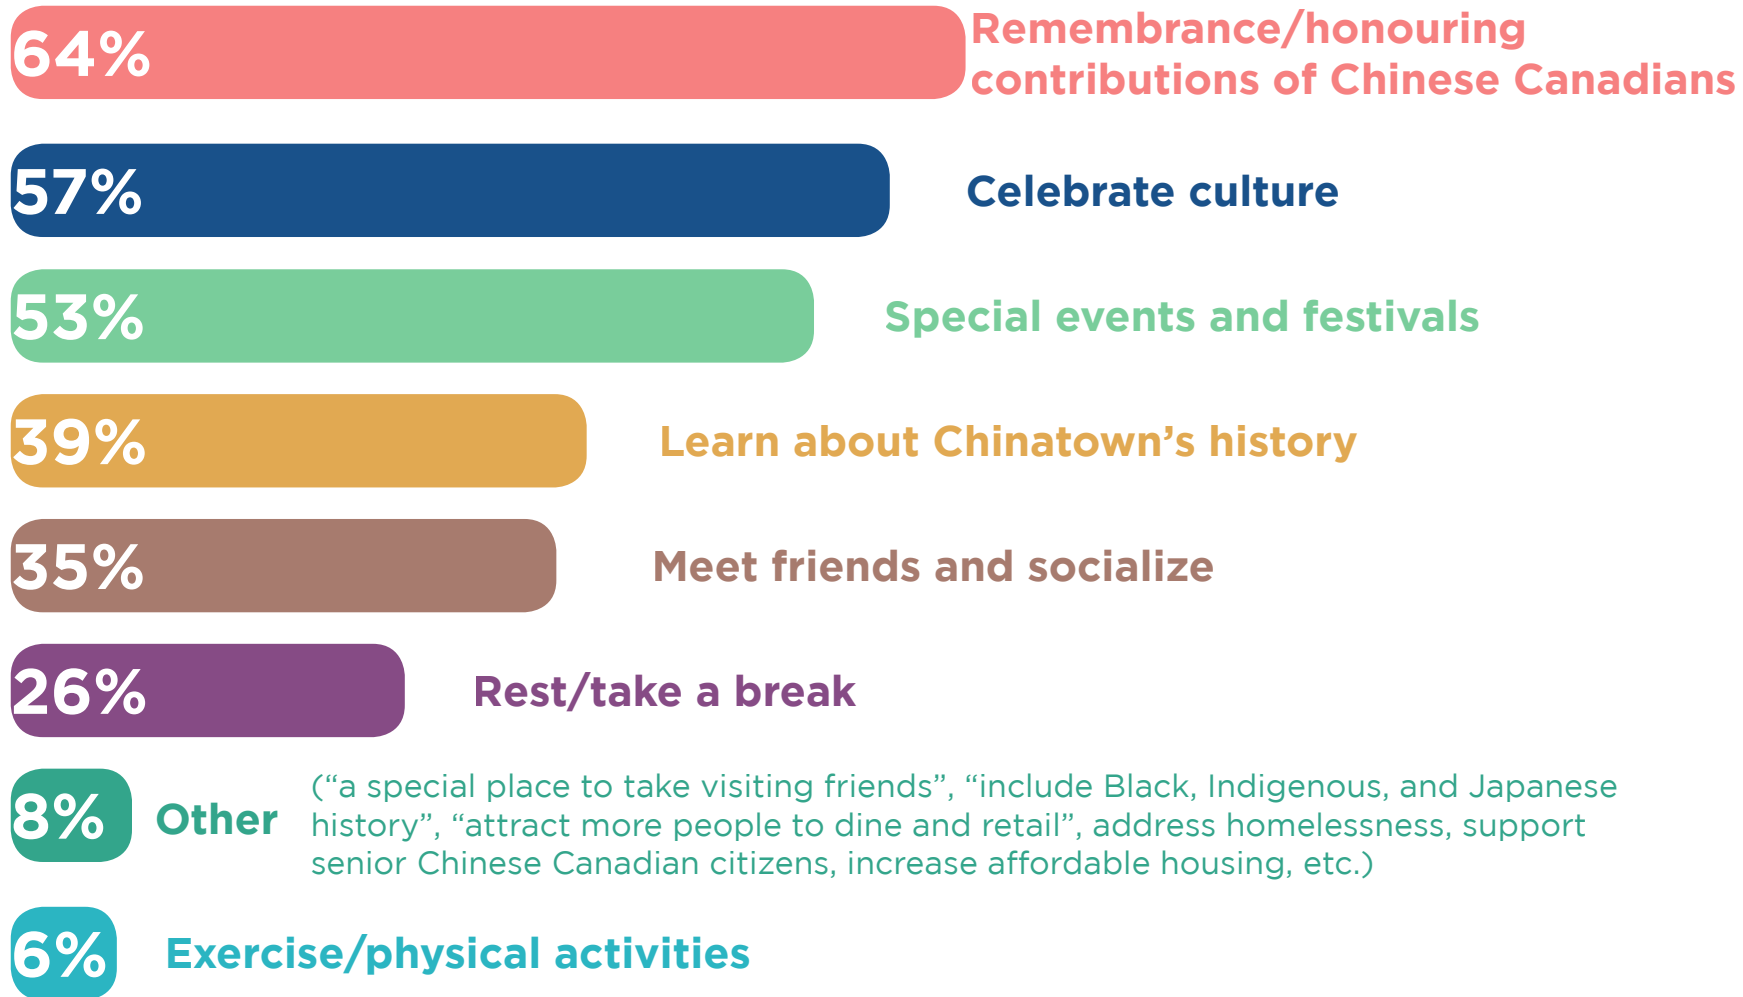 64%
Remembrance/honouring
contributions of Chinese Canadians
57%
Celebrate culture
53%
Special events and festivals
39%
Learn about Chinatown’s history
35%
Meet friends and socialize
26%
Rest/take a break
8%
Other
(“a special place to take visiting friends”, “include Black, Indigenous, and Japanese
history”, “attract more people to dine and retail”, address homelessness, support
senior Chinese Canadian citizens, increase affordable housing, etc.)
6%
Exercise/physical activities